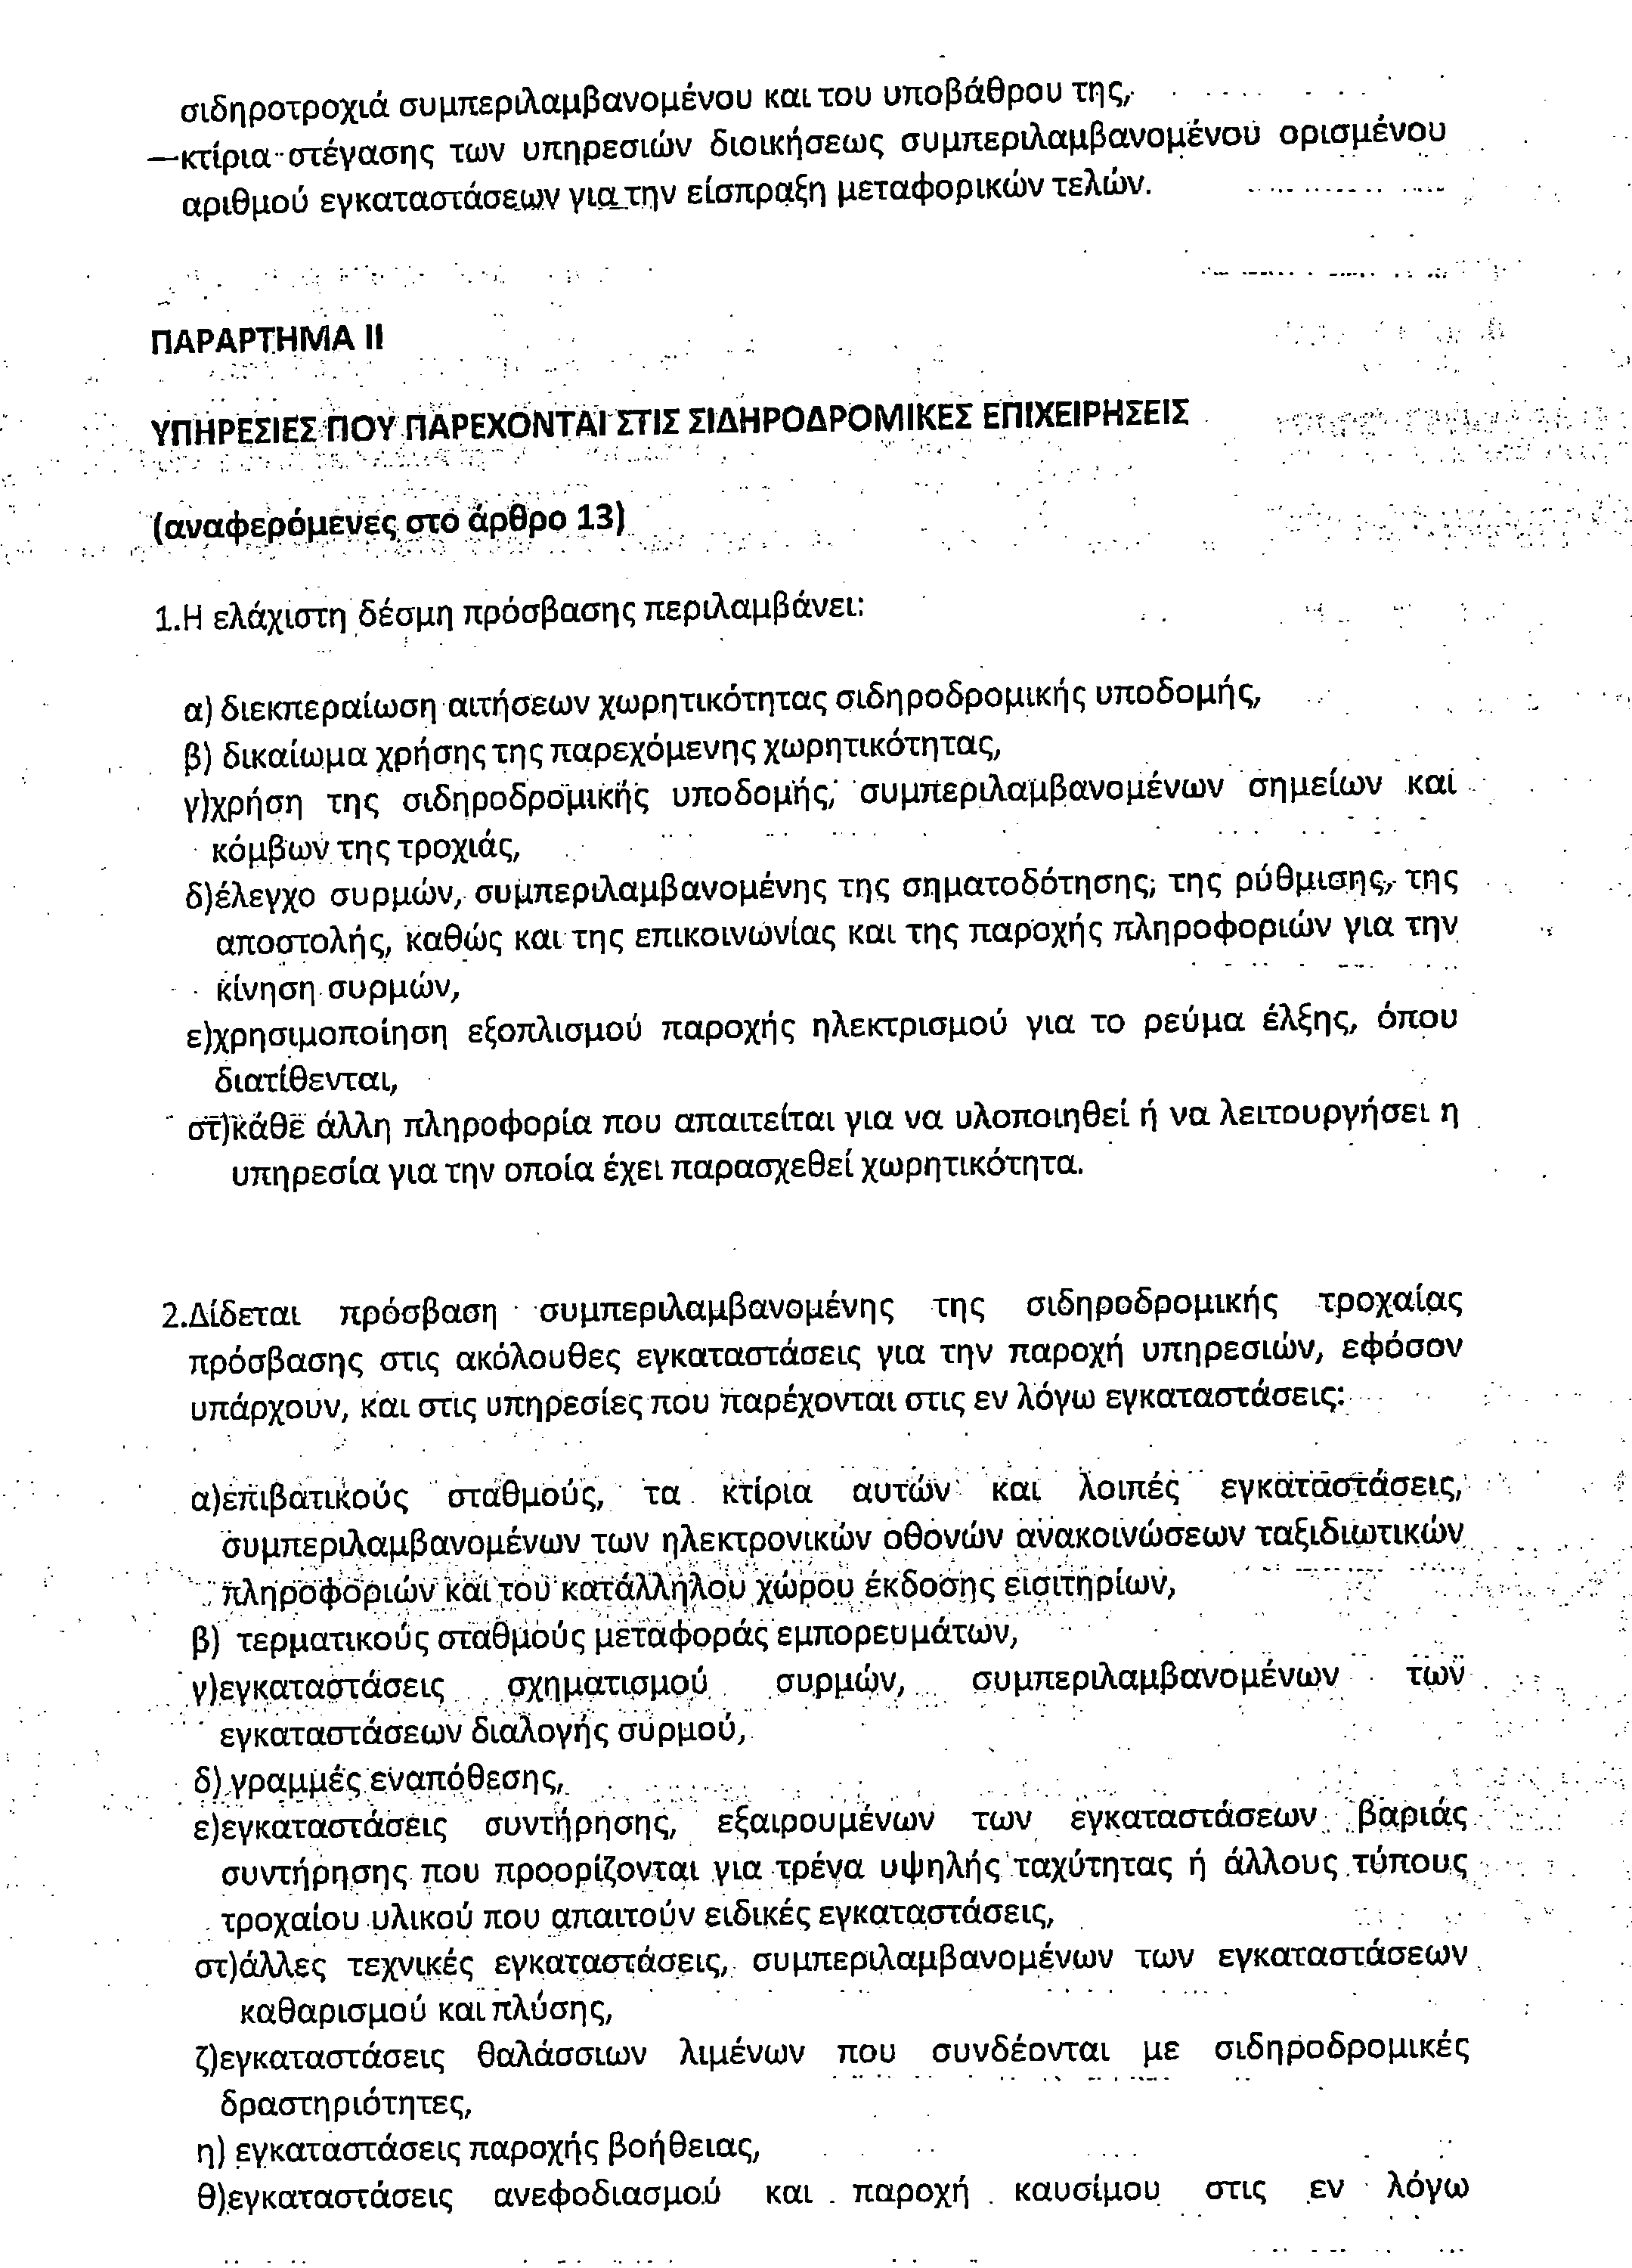 σιδηροτροχιά συμπεριλαμβανομένου και του υποβάθρου της,
—κτίρια στέγασης των υπηρεσιών διοικήσεως συμπεριλαμβανομένου ορισμένου
αριθμού εγκαταστάσεων για την είσπραξη μεταφορικών τελών.
ΠΑΡΑΡΤΗΜΑ ΙΙ
ΥΠΗΡΕΣΙΕΣ ΠΟΥ ΠΑΡΕΧΟΝΤΑΙ ΣΤΙΣ ΣΙΔΗΡΟΔΡΟΜΙΚΕΣ ΕΠΙΧΕΙΡΗΣΕΙΣ
(αναφερόμενες στο άρθρο 13)
1.Η ελάχιστη δέσμη πρόσβασης περιλαμβάνει:
α) διεκπεραίωση αιτήσεων χωρητικότητας σιδηροδρομικής υποδομής,
β) δικαίωμα χρήσης της παρεχόμενης χωρητικότητας,
γ)χρήση της σιδηροδρομικής υποδομής, συμπεριλαμβανομένων σημείων και
κόμβων της τροχιάς,
δ)έλεγχο συρμών, συμπεριλαμβανομένης της σηματοδότησης, της ρύθμισης, της
αποστολής, καθώς και της επικοινωνίας και της παροχής πληροφοριών για την
κίνηση συρμών,
ε)χρησιμοποίηση εξοπλισμού παροχής ηλεκτρισμού για το ρεύμα έλξης, όπου
διατίθενται,
στ)κάθε άλλη πληροφορία που απαιτείται για να υλοποιηθεί ή να λειτουργήσει η
υπηρεσία για την οποία έχει παρασχεθεί χωρητικότητα.
2.Δίδεται πρόσβαση συμπεριλαμβανομένης της σιδηροδρομικής τροχαίας
πρόσβασης στις ακόλουθες εγκαταστάσεις για την παροχή υπηρεσιών, εφόσον
υπάρχουν, και στις υπηρεσίες που παρέχονται στις εν λόγω εγκαταστάσεις:
α)επιβατικούς σταθμούς, τα κτίρια αυτών και λοιπές εγκαταστάσεις,
συμπεριλαμβανομένων των ηλεκτρονικών οθονών ανακοινώσεων ταξιδιωτικών
πληροφοριών και του κατάλληλου χώρου έκδοσης εισιτηρίων,
β) τερματικούς σταθμούς μεταφοράς εμπορευμάτων,
γ)εγκαταστάσεις σχηματισμού συρμών, συμπεριλαμβανομένων των
εγκαταστάσεων διαλογής συρμού,
δ) γραμμές εναπόθεσης,
ε)εγκαταστάσεις συντήρησης, εξαιρουμένων των εγκαταστάσεων βαριάς
συντήρησης που προορίζονται για τρένα υψηλής ταχύτητας ή άλλους τύπους
τροχαίου υλικού που απαιτούν ειδικές εγκαταστάσεις,
στ)άλλες τεχνικές εγκαταστάσεις, συμπεριλαμβανομένων των εγκαταστάσεων
καθαρισμού και πλύσης,
ζ)εγκαταστάσεις θαλάσσιων λιμένων που συνδέονται με σιδηροδρομικές
δραστηριότητες,
η) εγκαταστάσεις παροχής βοήθειας,
θ)εγκαταστάσεις ανεφοδιασμού και παροχή καυσίμου στις εν λόγω